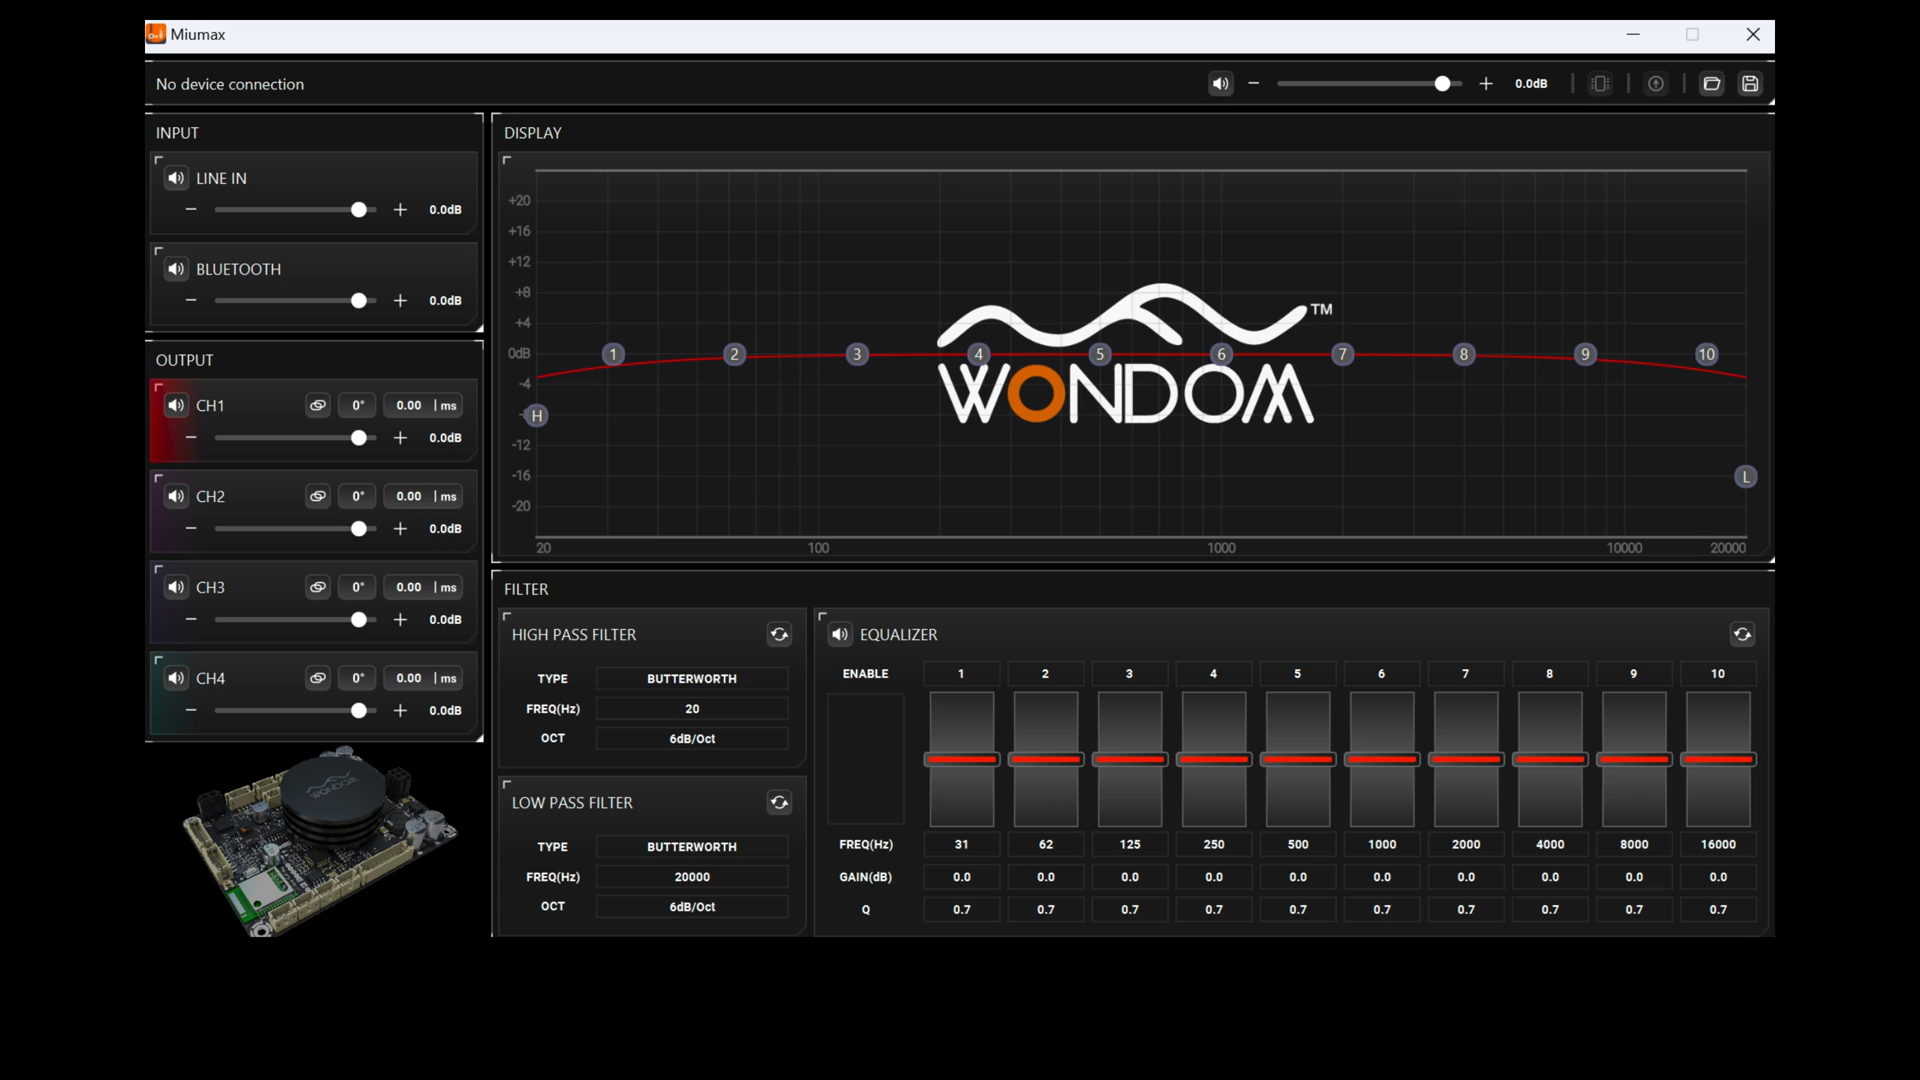 Miumax
No device connection
0.0dB
INPUT
LINE IN
0.0dB
BLUETOOTH
0.0dB
OUTPUT
CH1 0° 0.00 | ms
0.0dB
CH2 0° 0.00 | ms
0.0dB
CH3 0° 0.00 | ms
0.0dB
CH4 0° 0.00 | ms
0.0dB
WONDOM
DISPLAY
+20
+16
+12
+8
+4
0dB
-4
-12
-16
-20
1 2 3 4 5 6 7 8 9 10
H
L
WONDOM™
20 100 1000 10000 20000
FILTER
HIGH PASS FILTER
TYPE BUTTERWORTH
FREQ(Hz) 20
OCT 6dB/Oct
LOW PASS FILTER
TYPE BUTTERWORTH
FREQ(Hz) 20000
OCT 6dB/Oct
EQUALIZER
ENABLE 1 2 3 4 5 6 7 8 9 10
FREQ(Hz) 31 62 125 250 500 1000 2000 4000 8000 16000
GAIN(dB) 0.0 0.0 0.0 0.0 0.0 0.0 0.0 0.0 0.0 0.0
Q 0.7 0.7 0.7 0.7 0.7 0.7 0.7 0.7 0.7 0.7